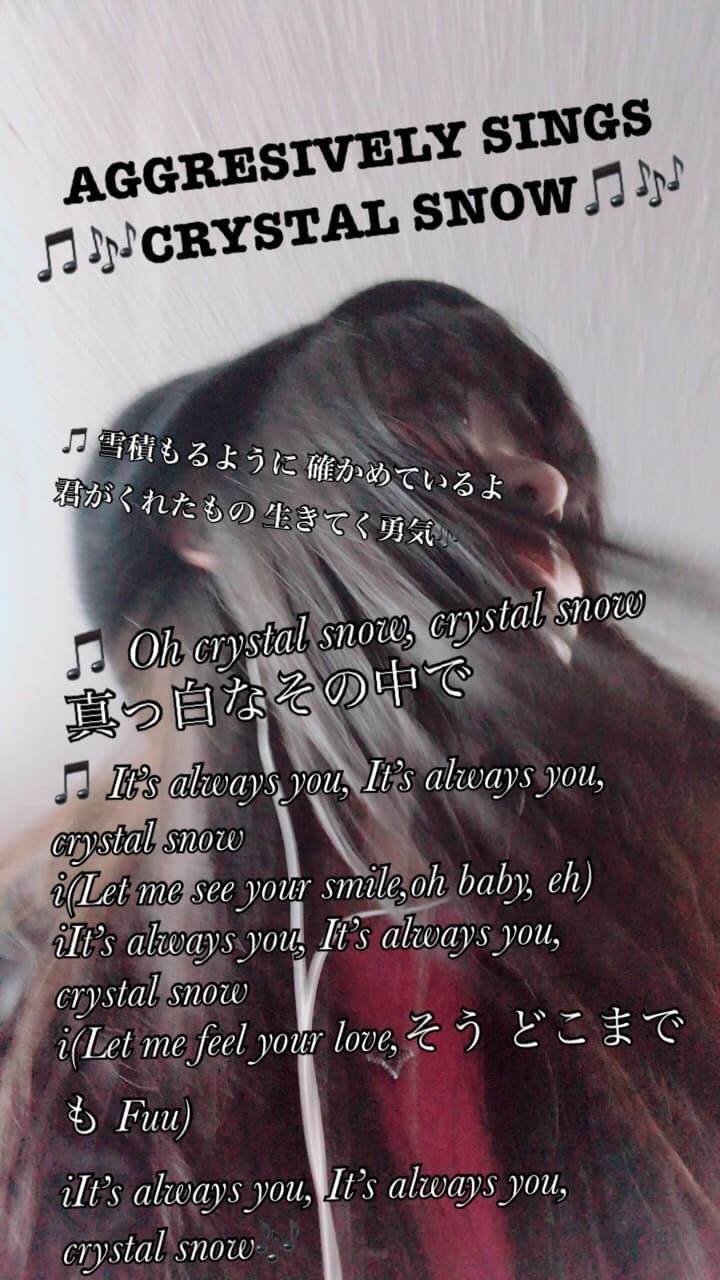 AGGRESIVELY SINGS
🎵🎶CRYSTAL SNOW🎵🎶
🎵 雪積もるように 確かめているよ
君がくれたもの 生きてく勇気🎶
🎵 Oh crystal snow, crystal snow
真っ白なその中で
🎵 It's always you, It's always you,
crystal snow
i(Let me see your smile,oh baby, eh)
iIt's always you, It's always you,
crystal snow
i(Let me feel your love,そう どこまで
も Fuu)
iIt's always you, It's always you,
crystal snow🎶